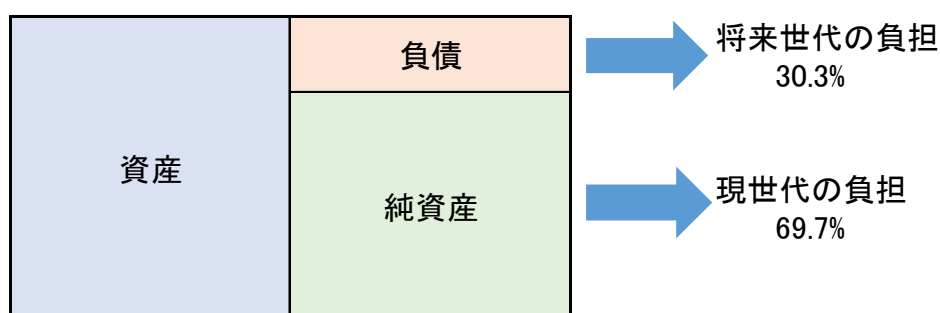 資産
負債
純資産
将来世代の負担
30.3%
現世代の負担
69.7%